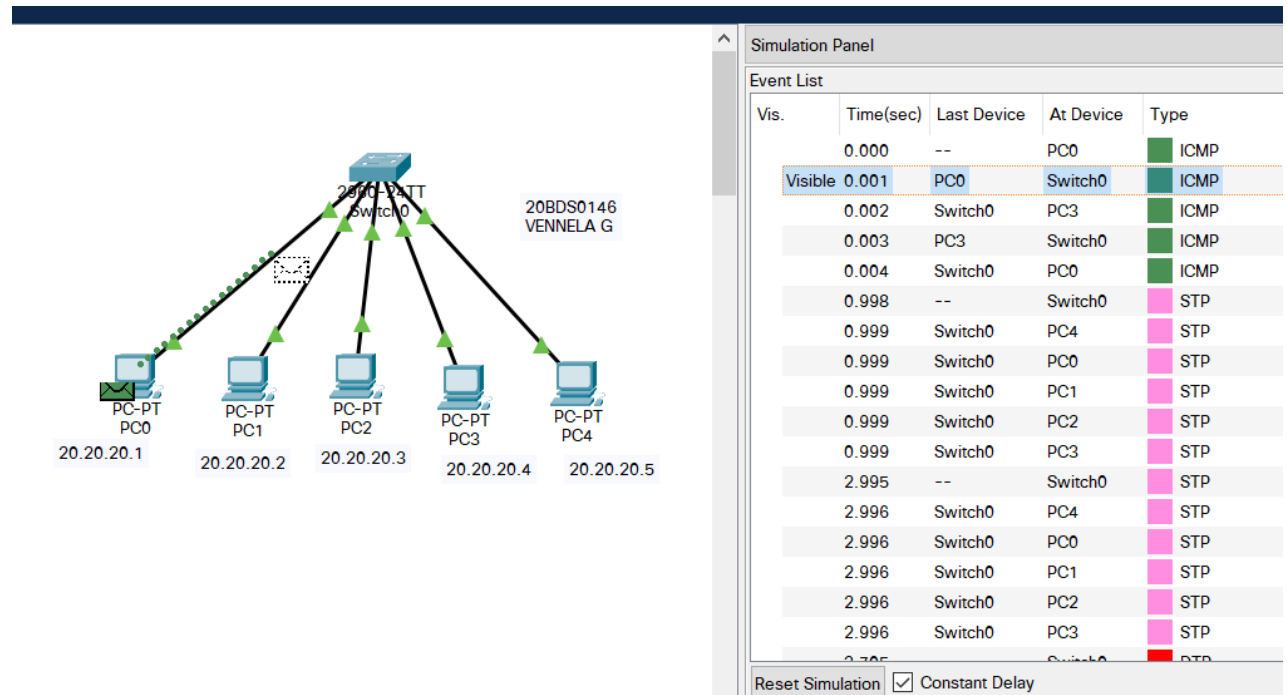 2960-24TT
Switch0
20BDS0146
VENNELA G
PC-PT
PC0
20.20.20.1
PC-PT
PC1
20.20.20.2
PC-PT
PC2
20.20.20.3
PC-PT
PC3
20.20.20.4
PC-PT
PC4
20.20.20.5
Simulation Panel
Event List
Vis. Time(sec) Last Device At Device Type
0.000 -- PC0 ICMP
Visible 0.001 PC0 Switch0 ICMP
0.002 Switch0 PC3 ICMP
0.003 PC3 Switch0 ICMP
0.004 Switch0 PC0 ICMP
0.998 -- Switch0 STP
0.999 Switch0 PC4 STP
0.999 Switch0 PC0 STP
0.999 Switch0 PC1 STP
0.999 Switch0 PC2 STP
0.999 Switch0 PC3 STP
2.995 -- Switch0 STP
2.996 Switch0 PC4 STP
2.996 Switch0 PC0 STP
2.996 Switch0 PC1 STP
2.996 Switch0 PC2 STP
2.996 Switch0 PC3 STP
Switch0 DTP
Reset Simulation Constant Delay